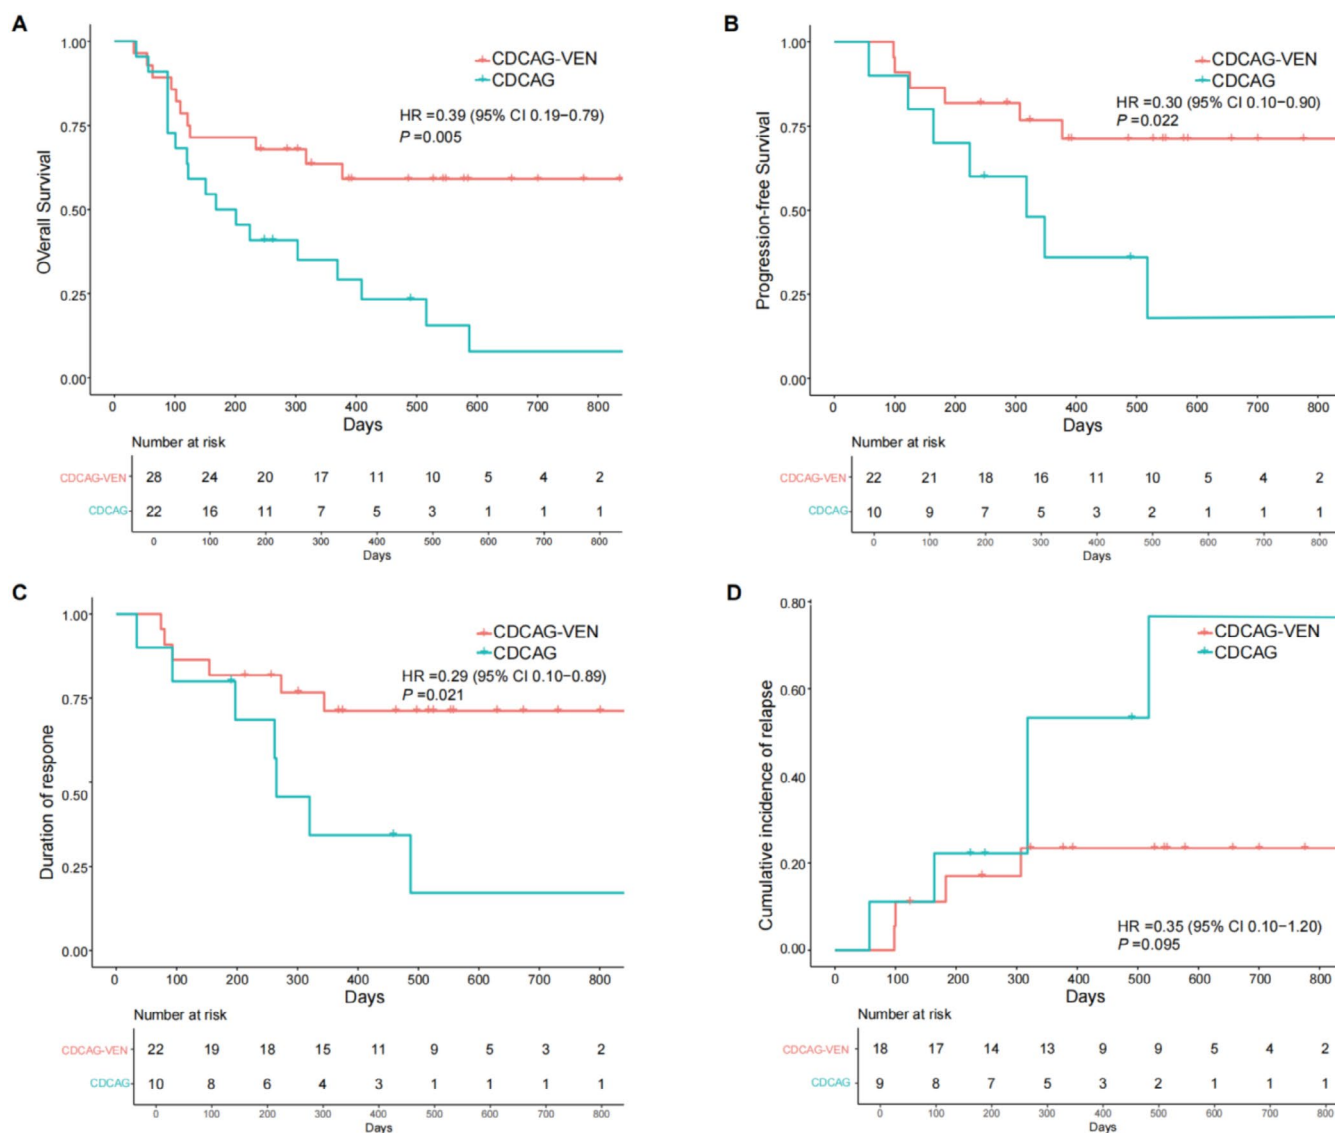 A
1.00
0.75
0.50
0.25
0.00
OVerall Survival
CDCAG-VEN
CDCAG
HR =0.39 (95% CI 0.19−0.79)
P =0.005
0 100 200 300 400 500 600 700 800
Days
Number at risk
CDCAG-VEN 28 24 20 17 11 10 5 4 2
CDCAG 22 16 11 7 5 3 1 1 1
0 100 200 300 400 500 600 700 800
Days
B
1.00
0.75
0.50
0.25
0.00
Progression-free Survival
CDCAG-VEN
CDCAG
HR =0.30 (95% CI 0.10−0.90)
P =0.022
0 100 200 300 400 500 600 700 800
Days
Number at risk
CDCAG-VEN 22 21 18 16 11 10 5 4 2
CDCAG 10 9 7 5 3 2 1 1 1
0 100 200 300 400 500 600 700 800
Days
C
1.00
0.75
0.50
0.25
0.00
Duration of respone
CDCAG-VEN
CDCAG
HR =0.29 (95% CI 0.10−0.89)
P =0.021
0 100 200 300 400 500 600 700 800
Days
Number at risk
CDCAG-VEN 22 19 18 15 11 9 5 3 2
CDCAG 10 8 6 4 3 1 1 1 1
0 100 200 300 400 500 600 700 800
Days
D
0.80
0.60
0.40
0.20
0.00
Cumulative incidence of relapse
CDCAG-VEN
CDCAG
HR =0.35 (95% CI 0.10−1.20)
P =0.095
0 100 200 300 400 500 600 700 800
Days
Number at risk
CDCAG-VEN 18 17 14 13 9 9 5 4 2
CDCAG 9 8 7 5 3 2 1 1 1
0 100 200 300 400 500 600 700 800
Days